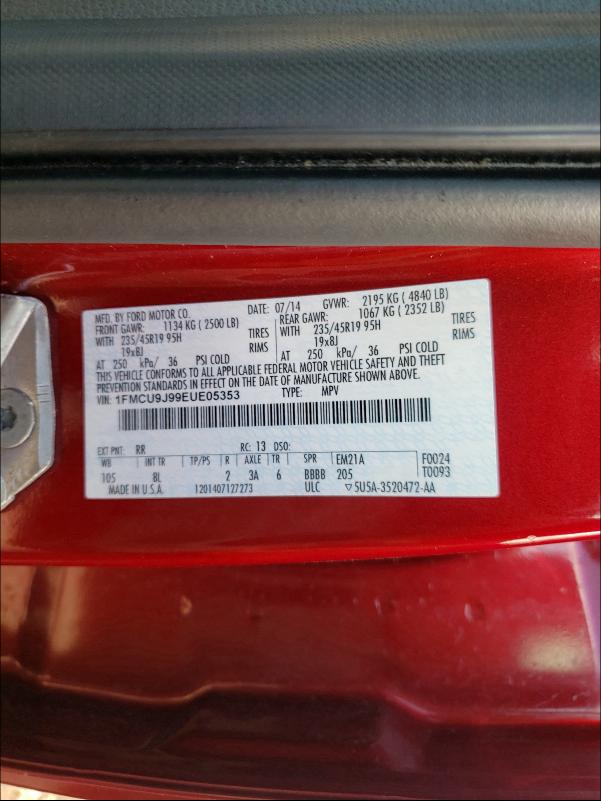 MFD. BY FORD MOTOR CO. DATE: 07/14 GVWR: 2195 KG ( 4840 LB)
FRONT GAWR: 1134 KG ( 2500 LB) REAR GAWR: 1067 KG ( 2352 LB)
WITH 235/45R19 95H TIRES WITH 235/45R19 95H TIRES
19x8J RIMS 19x8J RIMS
AT 250 kPa/ 36 PSI COLD AT 250 kPa/ 36 PSI COLD
THIS VEHICLE CONFORMS TO ALL APPLICABLE FEDERAL MOTOR VEHICLE SAFETY AND THEFT
PREVENTION STANDARDS IN EFFECT ON THE DATE OF MANUFACTURE SHOWN ABOVE.
VIN: 1FMCU9J99EUE05353 TYPE: MPV
EXT PNT: RR RC: 13 DSO:
WB INT TR TP/PS R AXLE TR SPR EM21A F0024
105 8L 2 3A 6 BBBB 205 T0093
MADE IN U.S.A. 1201407127273 ULC ▽5U5A-3520472-AA